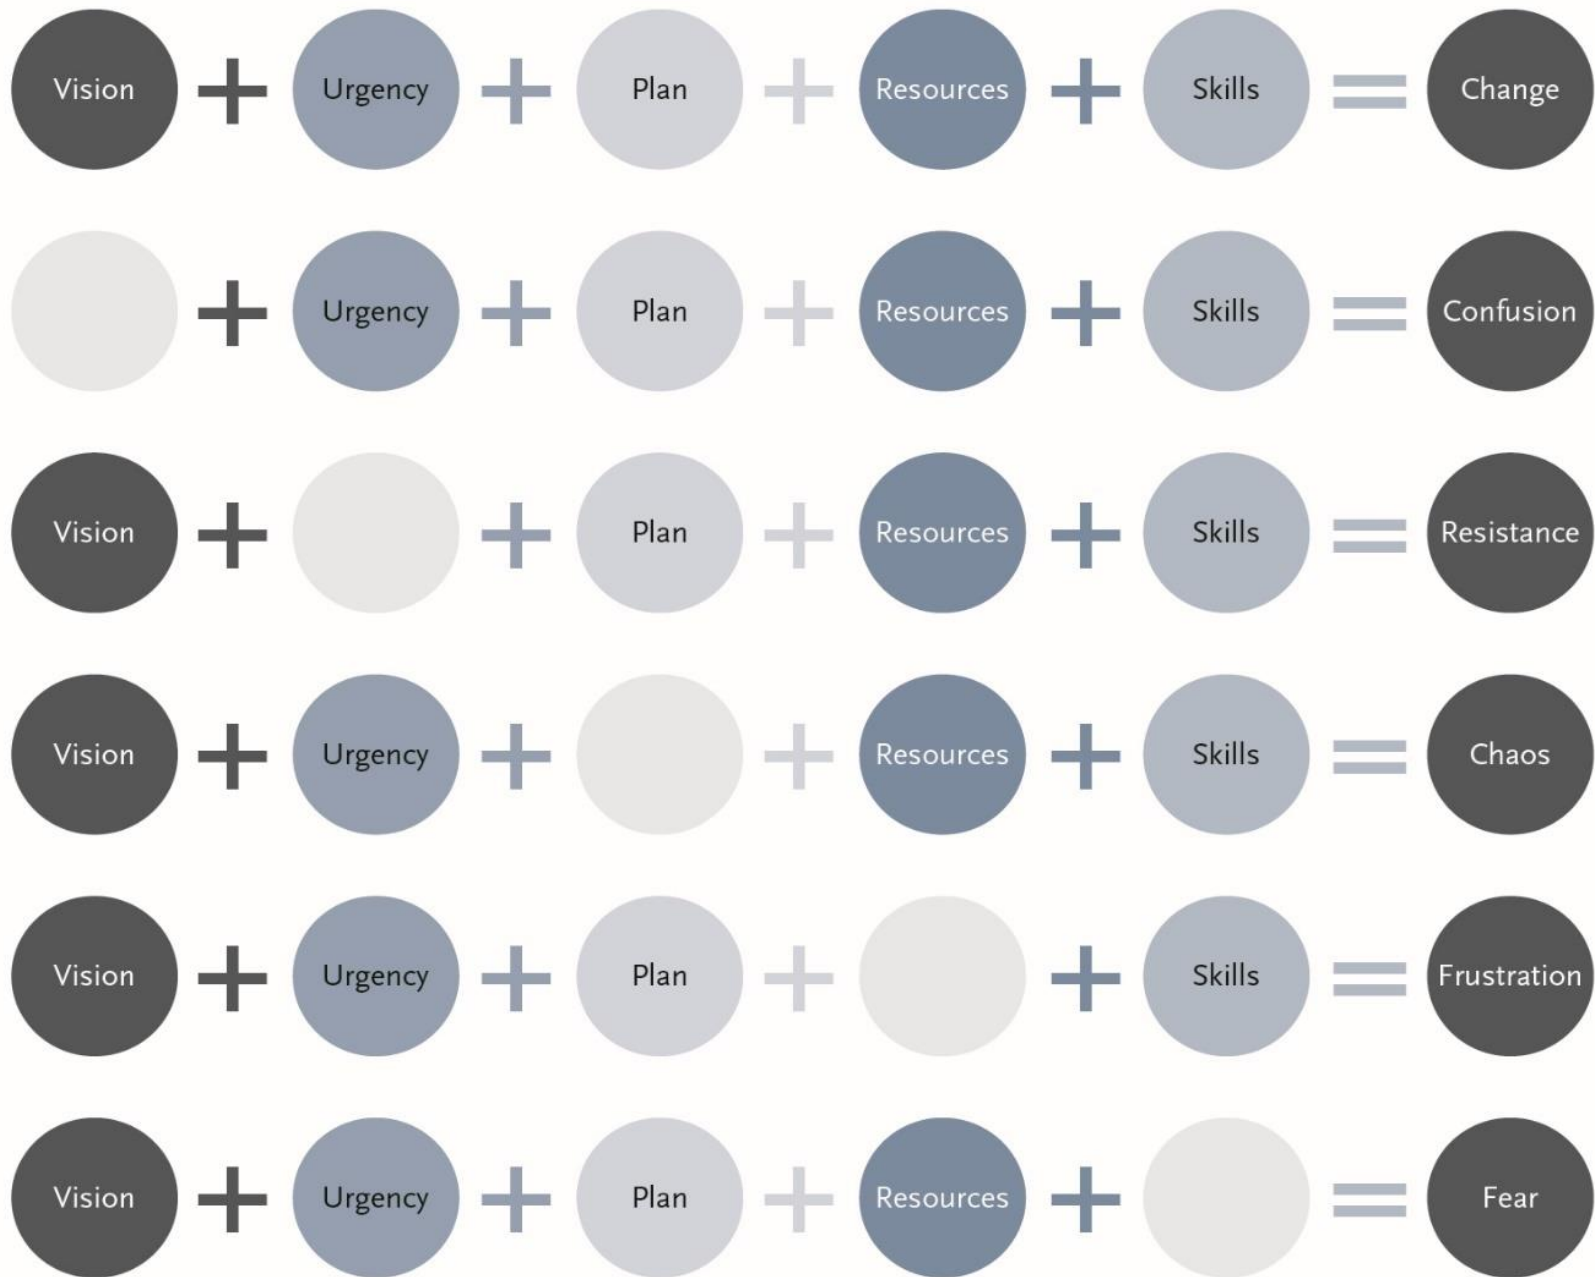 Vision + Urgency + Plan + Resources + Skills = Change
+ Urgency + Plan + Resources + Skills = Confusion
Vision + + Plan + Resources + Skills = Resistance
Vision + Urgency + + Resources + Skills = Chaos
Vision + Urgency + Plan + + Skills = Frustration
Vision + Urgency + Plan + Resources + = Fear